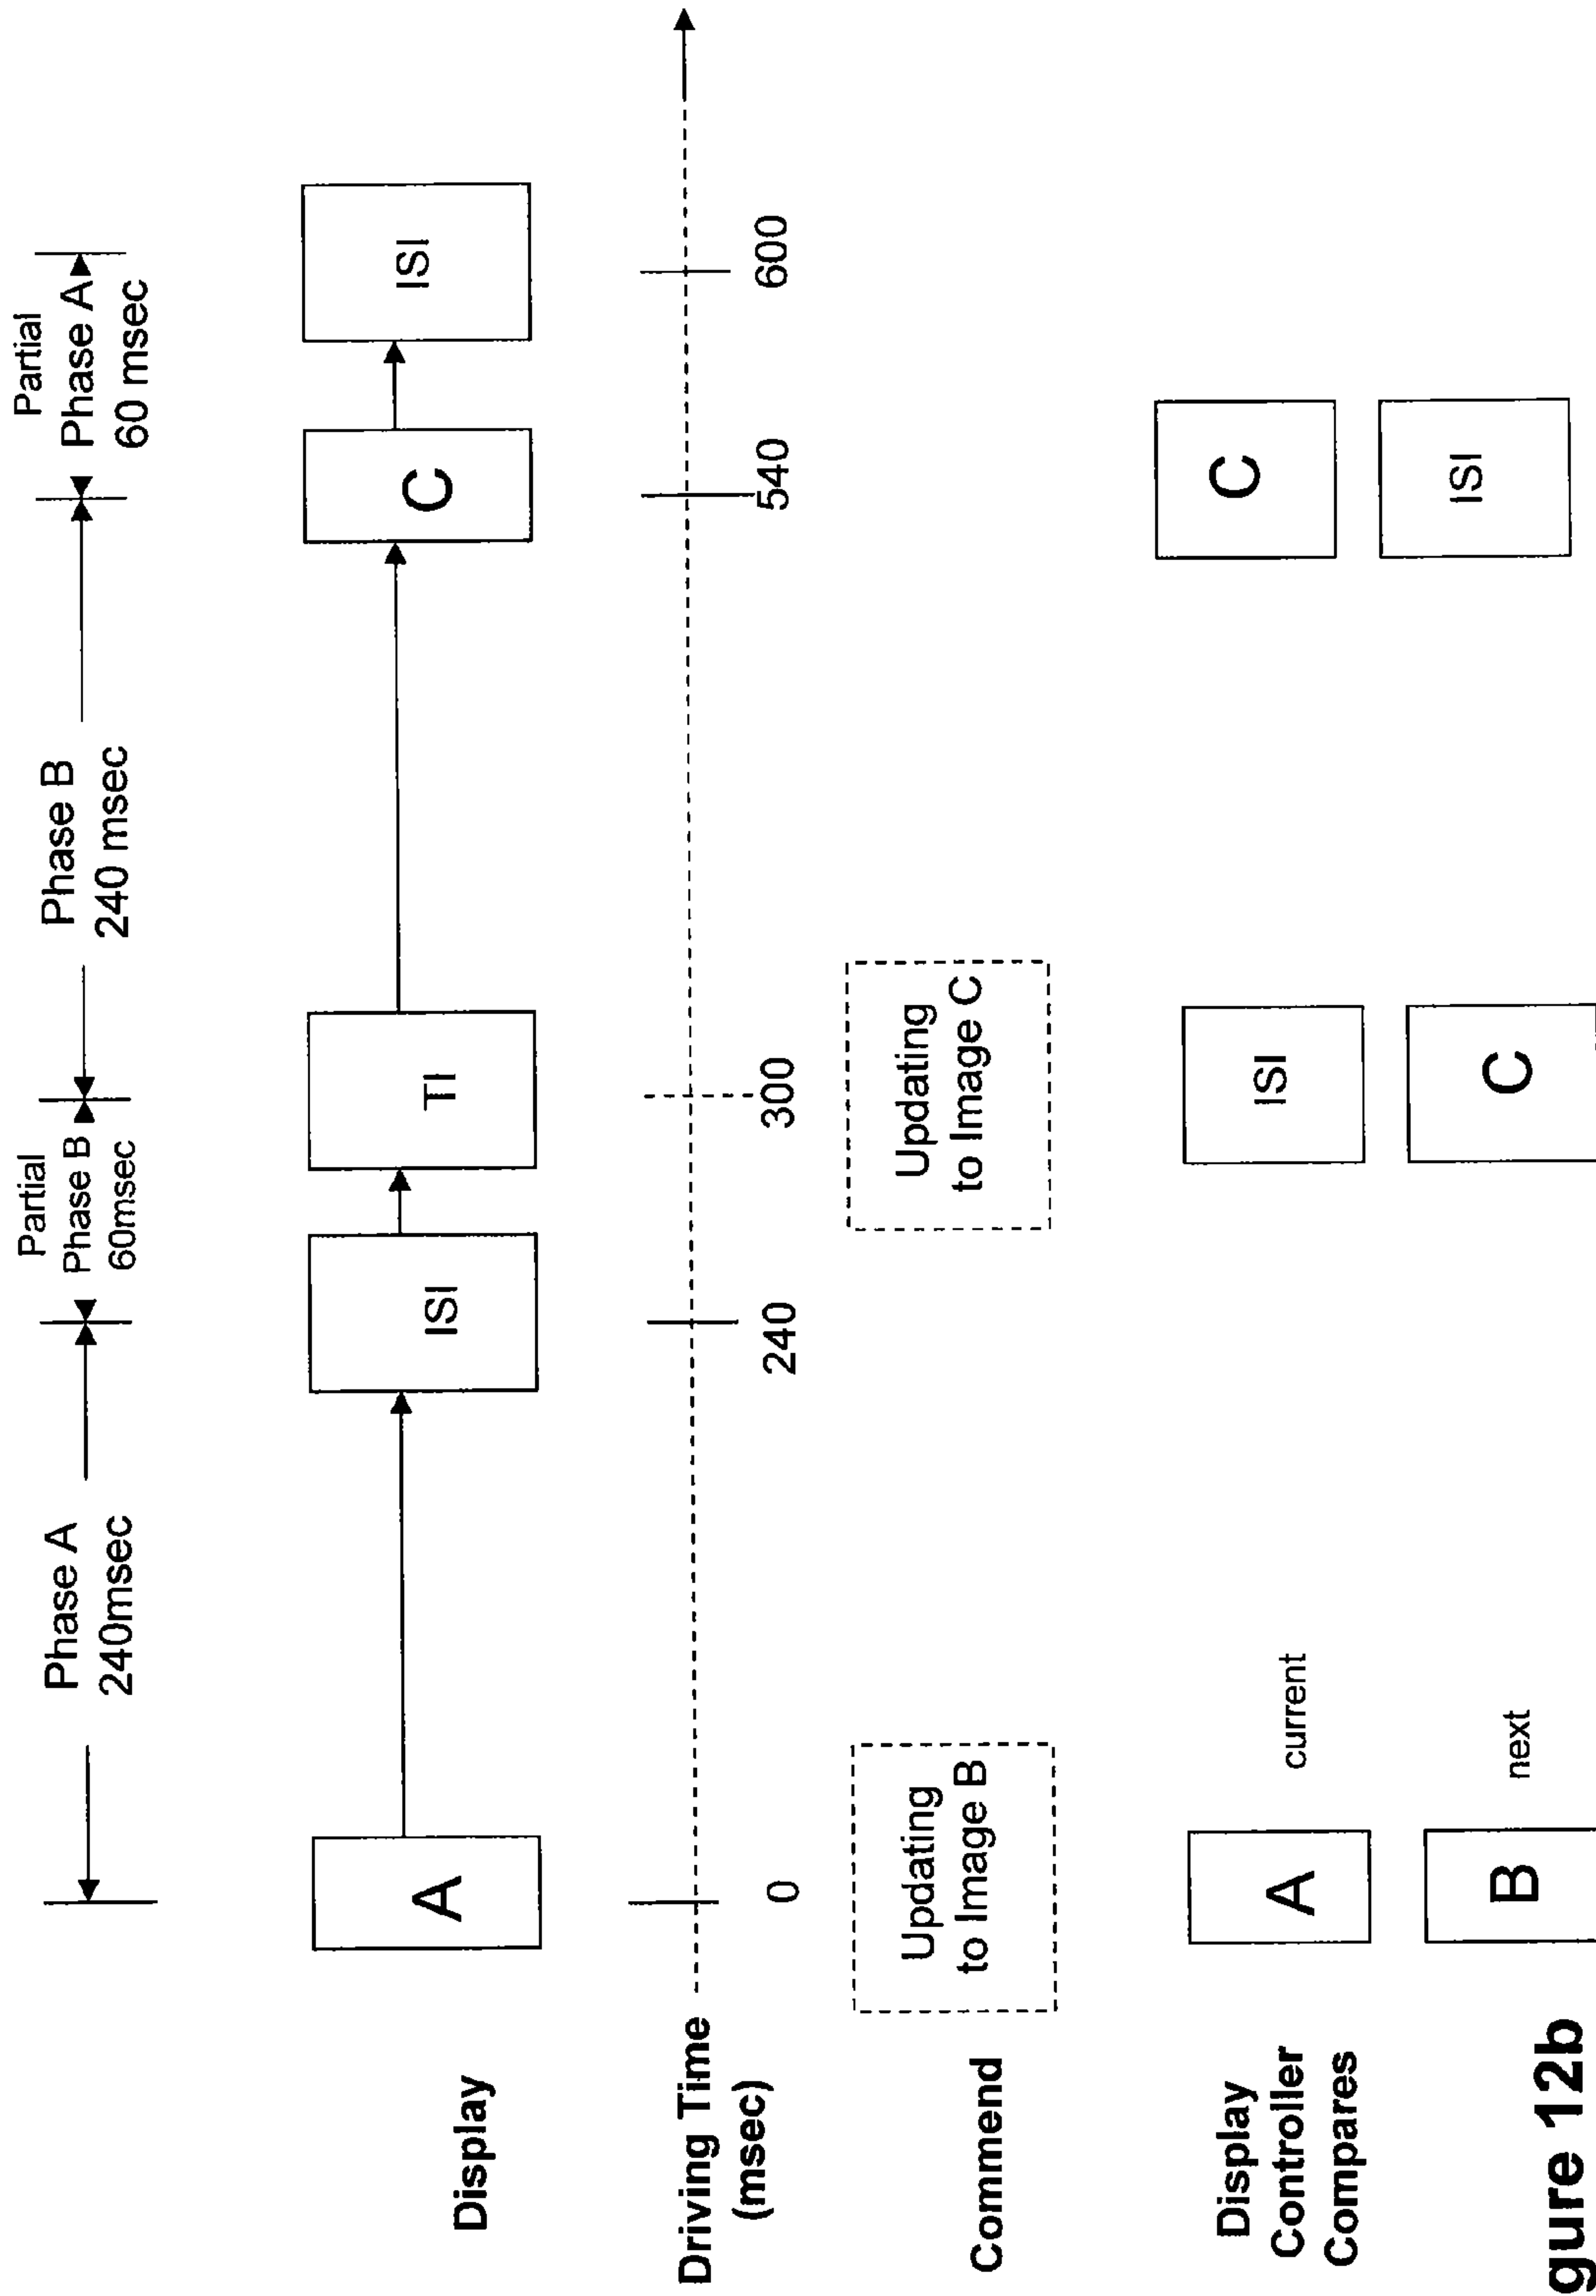 Phase A
240msec
Partial
Phase B
60msec
Phase B
240 msec
Partial
Phase A
60 msec
Display
A
ISI
TI
C
ISI
Driving Time
(msec)
0
240
300
540
600
Commend
Updating
to Image B
Updating
to Image C
Display
Controller
Compares
A
current
ISI
C
B
next
C
ISI
gure 12b